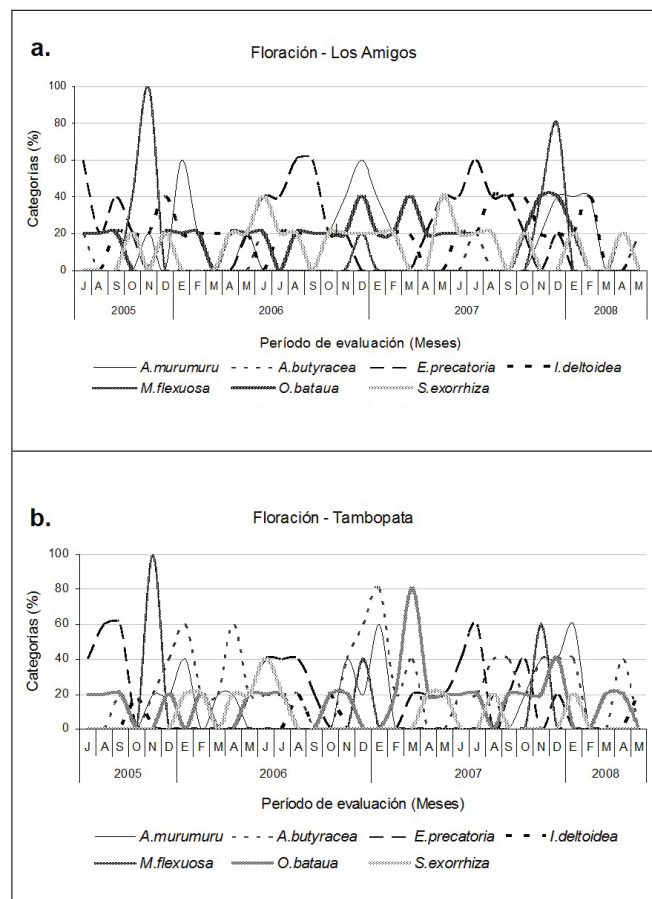 a.
Floración - Los Amigos
Categorías (%)
100
80
60
40
20
0
J A S O N D E F M A M J J A S O N D E F M A M J J A S O N D E F M A M
2005 2006 2007 2008
Período de evaluación (Meses)
A.murumuru A.butyracea E.precatoria I.deltoidea
M.flexuosa O.bataua S.exorrhiza
b.
Floración - Tambopata
Categorías (%)
100
80
60
40
20
0
J A S O N D E F M A M J J A S O N D E F M A M J J A S O N D E F M A M
2005 2006 2007 2008
Período de evaluación (Meses)
A.murumuru A.butyracea E.precatoria I.deltoidea
M.flexuosa O.bataua S.exorrhiza